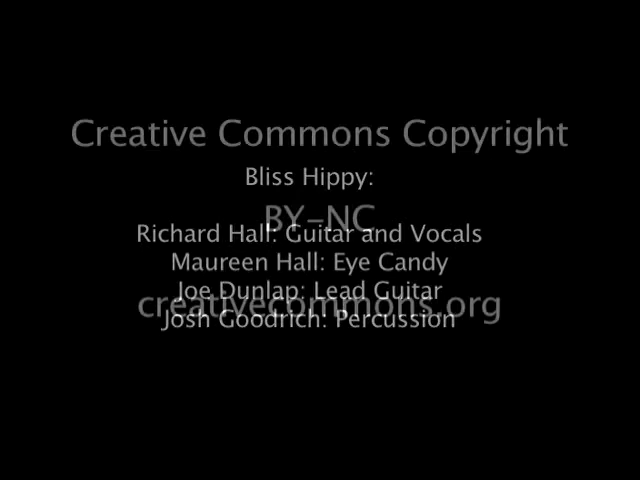 Creative Commons Copyright
Bliss Hippy:
BY-NC
Richard Hall: Guitar and Vocals
Maureen Hall: Eye Candy
Joe Dunlap: Lead Guitar
creativecommons.org
Josh Goodrich: Percussion